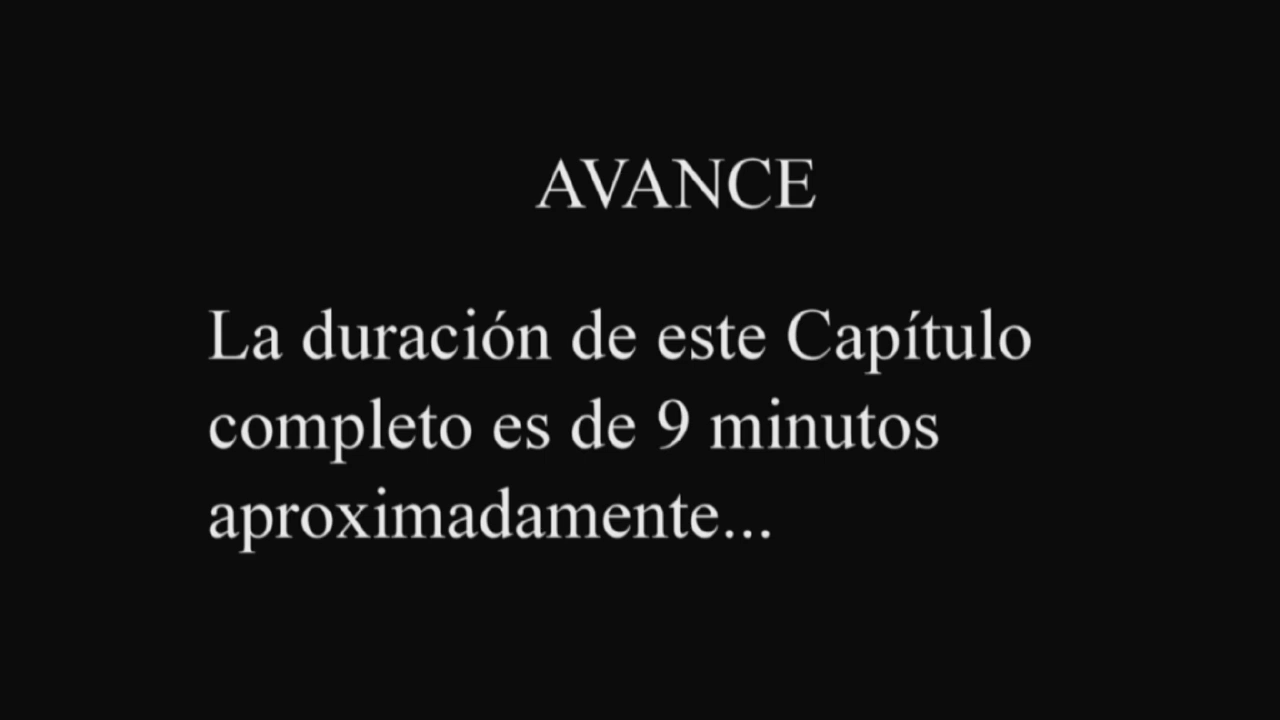 AVANCE
La duración de este Capítulo
completo es de 9 minutos
aproximadamente...